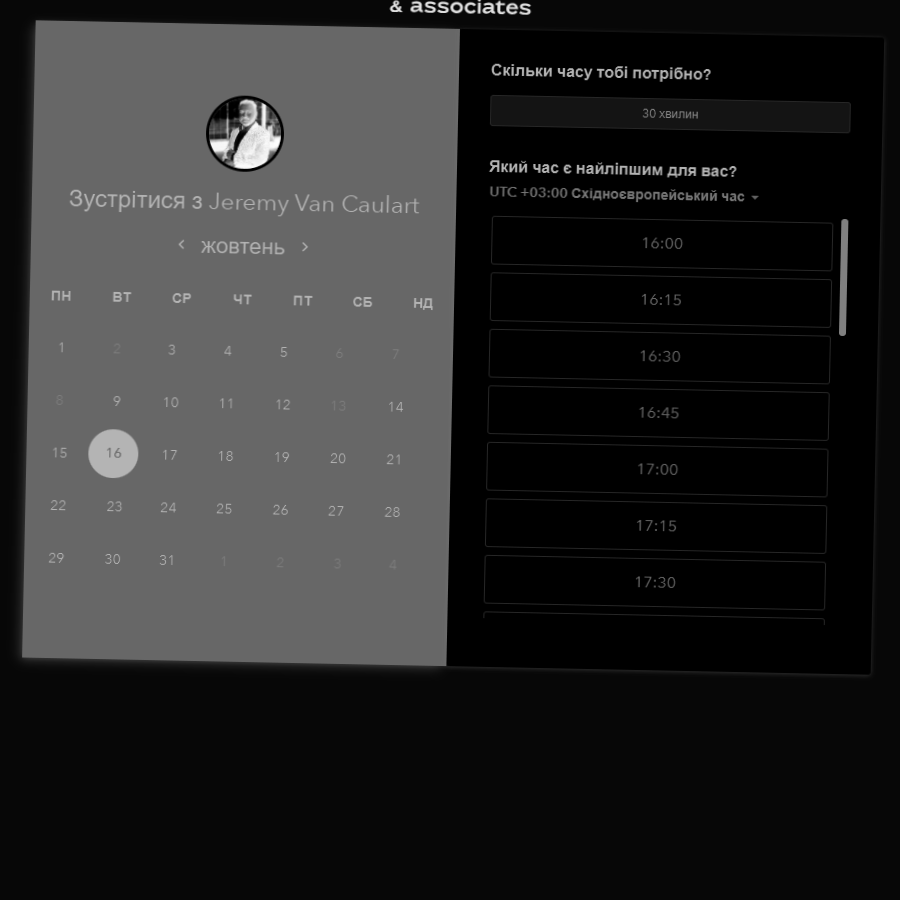 & associates
Зустрітися з Jeremy Van Caulart
жовтень
ПН ВТ СР ЧТ ПТ СБ НД
1 2 3 4 5 6 7
8 9 10 11 12 13 14
15 16 17 18 19 20 21
22 23 24 25 26 27 28
29 30 31 1 2 3 4
Скільки часу тобі потрібно?
30 хвилин
Який час є найліпшим для вас?
UTC +03:00 Східноєвропейський час
16:00
16:15
16:30
16:45
17:00
17:15
17:30